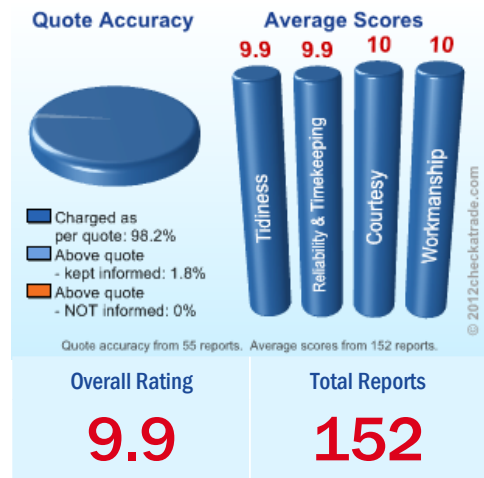 Quote Accuracy
Average Scores
9.9
9.9
10
10
Tidiness
Reliability & Timekeeping
Courtesy
Workmanship
Charged as
per quote: 98.2%
Above quote
- kept informed: 1.8%
Above quote
- NOT informed: 0%
© 2012checkatrade.com
Quote accuracy from 55 reports. Average scores from 152 reports.
Overall Rating
9.9
Total Reports
152